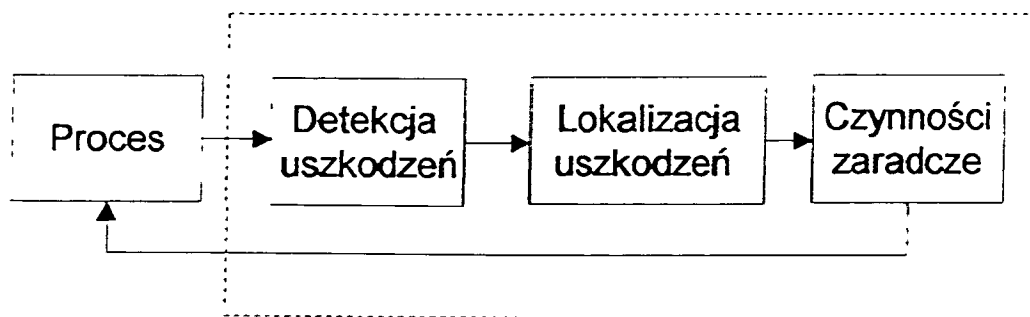 Proces
Detekcja
uszkodzeń
Lokalizacja
uszkodzeń
Czynności
zaradcze